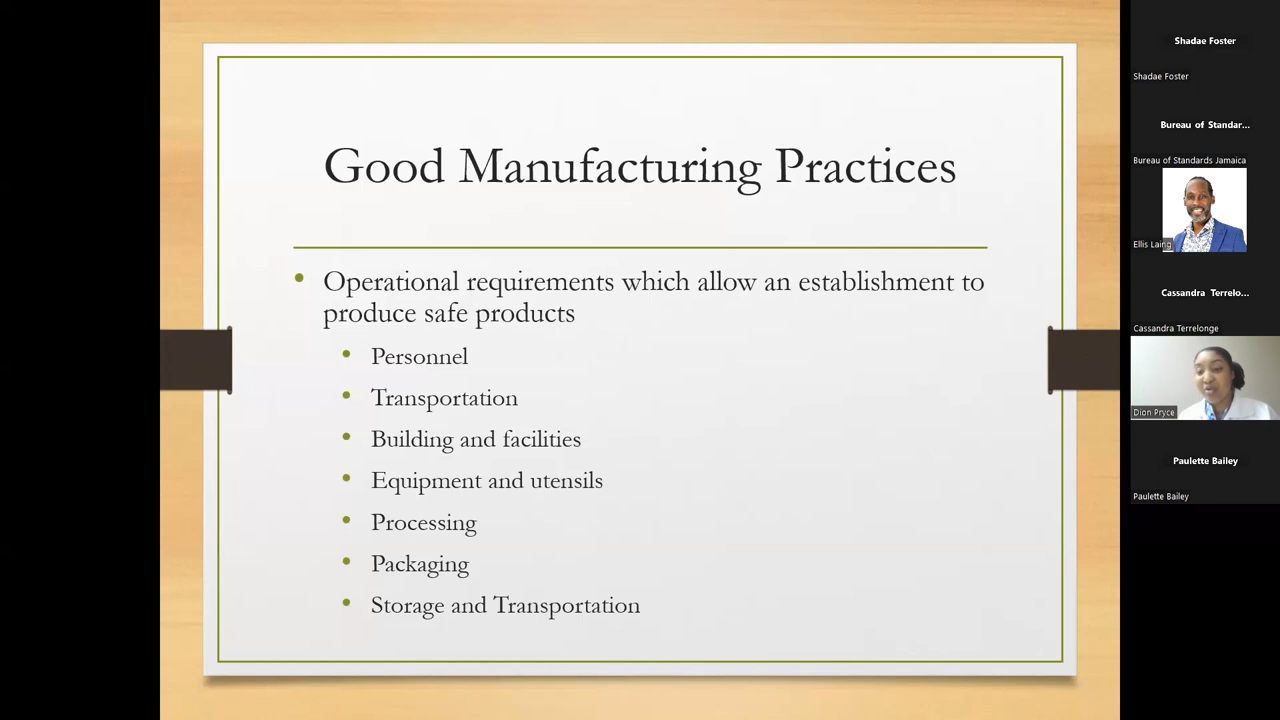 Good Manufacturing Practices
• Operational requirements which allow an establishment to
produce safe products
• Personnel
• Transportation
• Building and facilities
• Equipment and utensils
• Processing
• Packaging
• Storage and Transportation
Shadae Foster
Shadae Foster
Bureau of Standar...
Bureau of Standards Jamaica
Ellis Laing
Cassandra Terrelo...
Cassandra Terrelonge
Dion Pryce
Paulette Bailey
Paulette Bailey